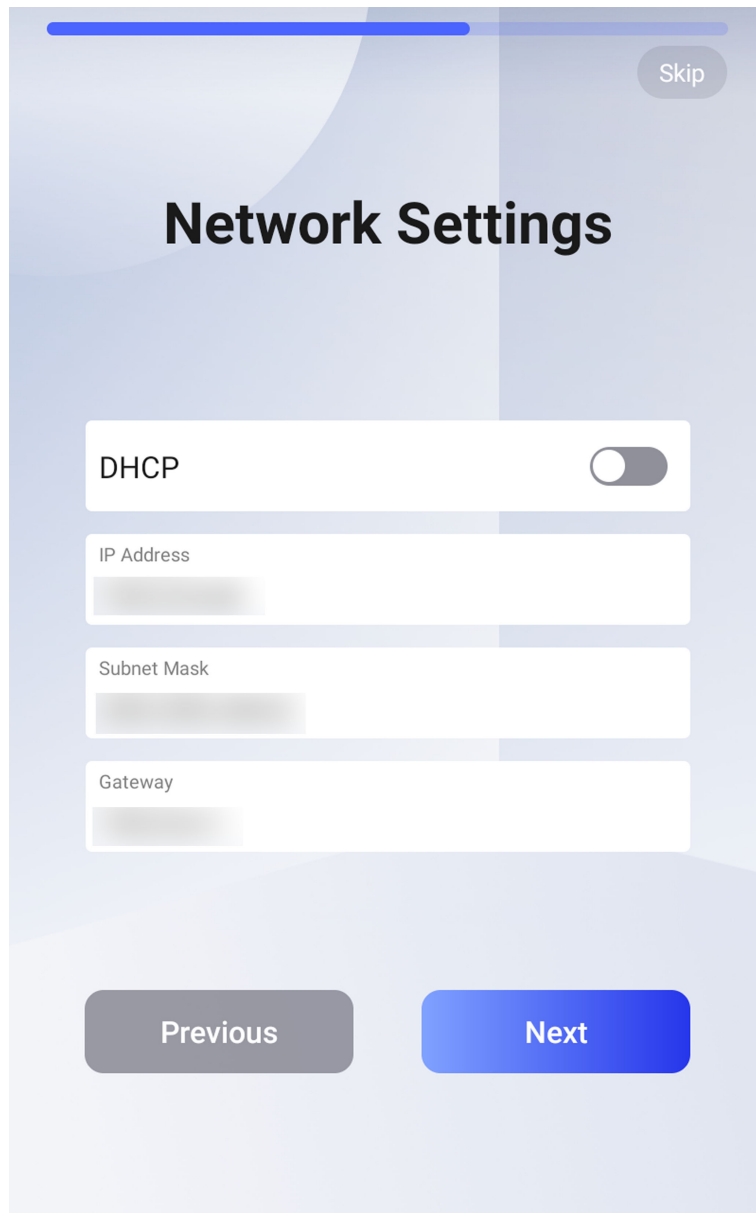 Skip
Network Settings
DHCP
IP Address
Subnet Mask
Gateway
Previous
Next